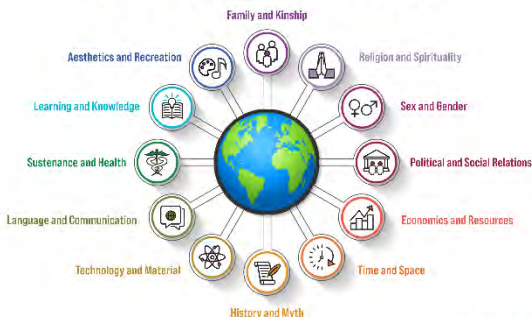 Family and Kinship
Aesthetics and Recreation
Religion and Spirituality
Learning and Knowledge
Sex and Gender
Sustenance and Health
Political and Social Relations
Language and Communication
Economics and Resources
Technology and Material
Time and Space
History and Myth